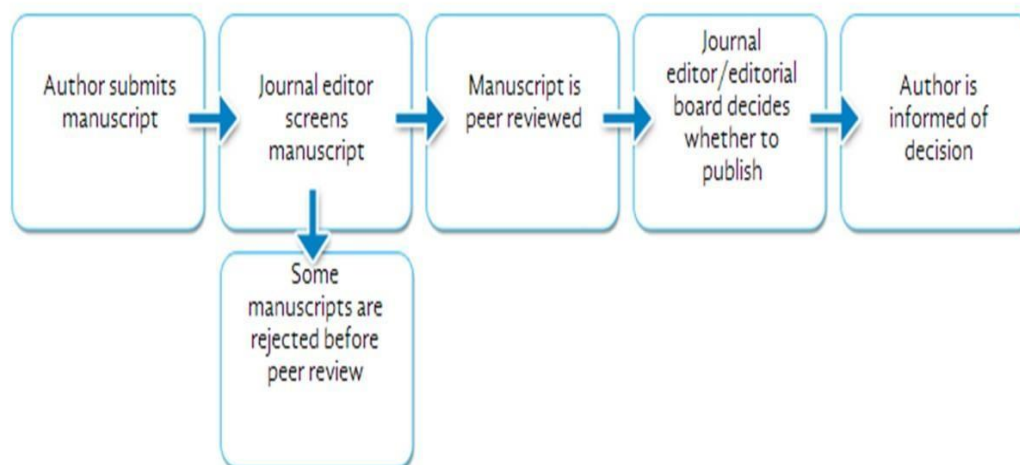 Author submits
manuscript
Journal editor
screens
manuscript
Manuscript is
peer reviewed
Journal
editor/editorial
board decides
whether to
publish
Author is
informed of
decision
Some
manuscripts are
rejected before
peer review